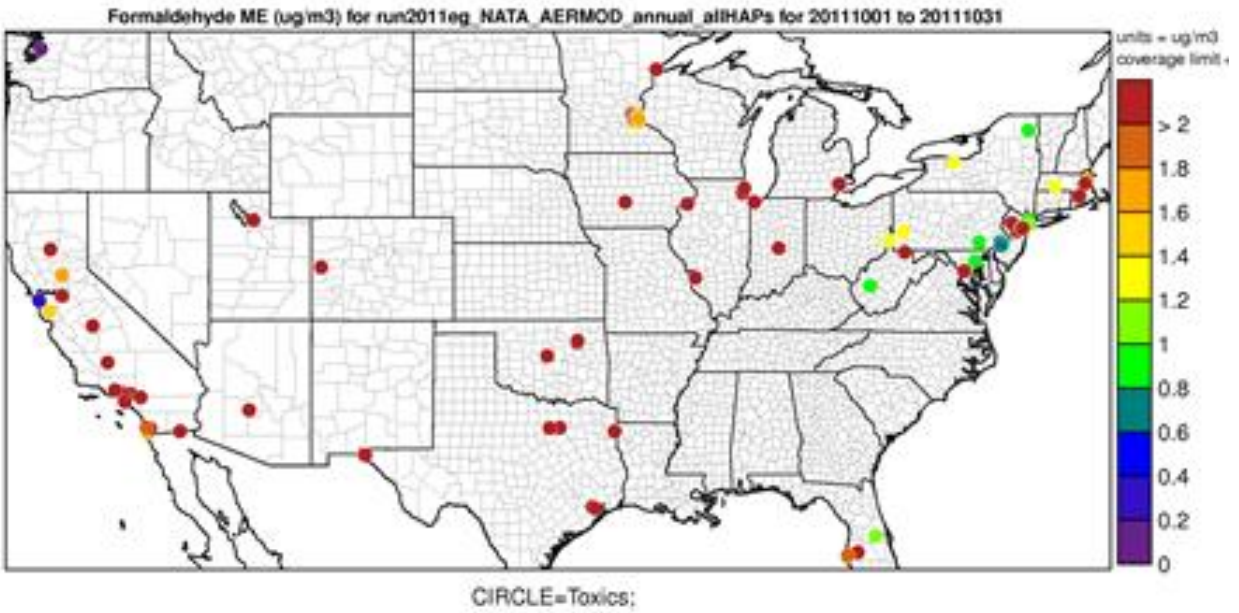 Formaldehyde ME (ug/m3) for run2011eg_NATA_AERMOD_annual_allHAPs for 20111001 to 20111031
units = ug/m3
coverage limit
> 2
1.8
1.6
1.4
1.2
1
0.8
0.6
0.4
0.2
0
CIRCLE=Toxics;